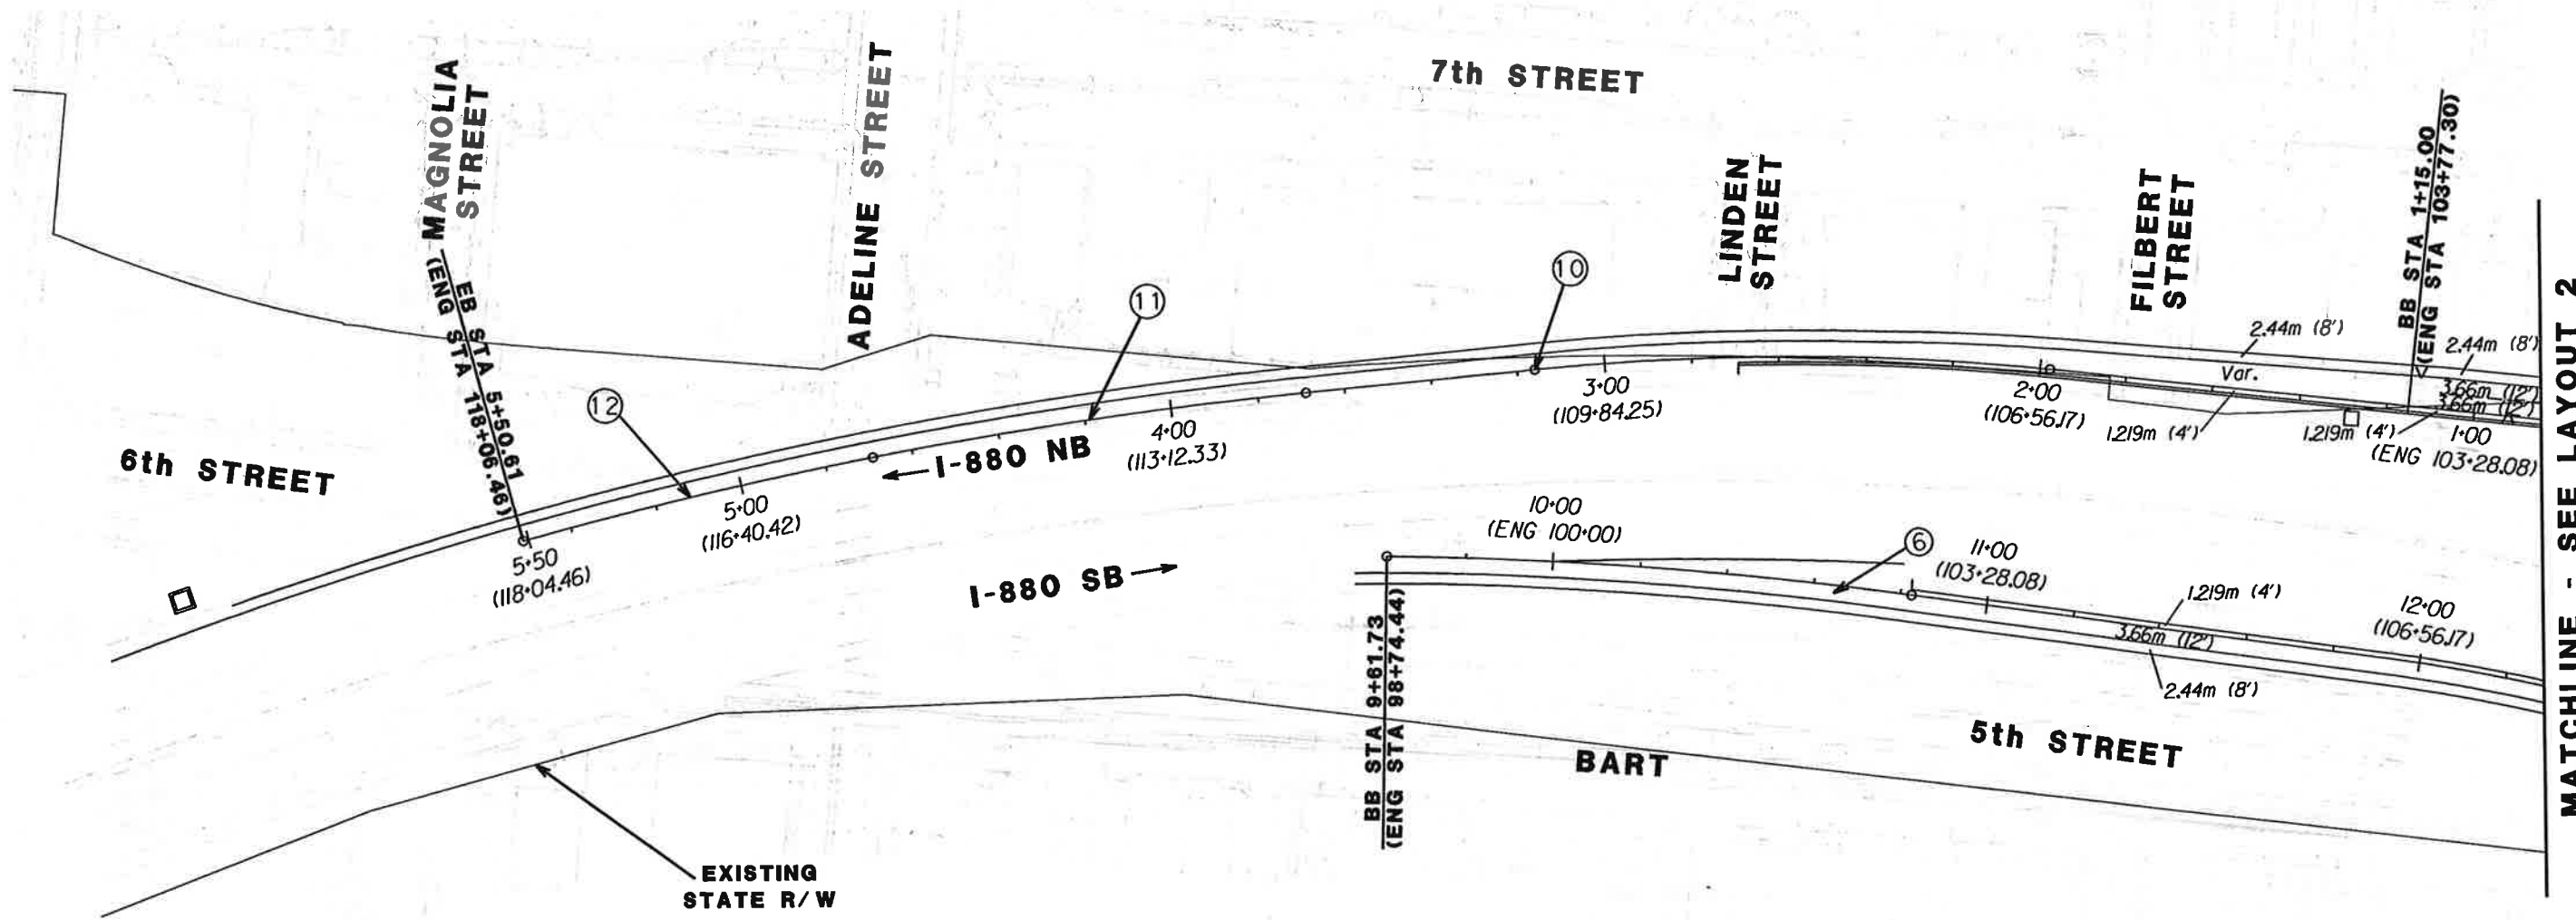 7th STREET
MAGNOLIA
STREET
ADELINE STREET
LINDEN
STREET
FILBERT
STREET
BB STA 1+15.00
(ENG STA 103+77.30)
EB STA 5+50.61
(ENG STA 118+06.46)
10
11
12
2.44m (8')
2.44m (8')
Var.
3.66m (12')
3.66m (12')
1.219m (4')
1.219m (4')
1+00
(ENG 103+28.08)
2+00
(106+56.17)
3+00
(109+84.25)
4+00
(113+12.33)
5+00
(116+40.42)
5+50
(118+04.46)
I-880 NB
6th STREET
I-880 SB
10+00
(ENG 100+00)
6
11+00
(103+28.08)
1.219m (4')
3.66m (12')
12+00
(106+56.17)
2.44m (8')
BB STA 9+61.73
(ENG STA 98+74.44)
5th STREET
BART
EXISTING
STATE R/W
MATCHLINE - SEE LAYOUT 2